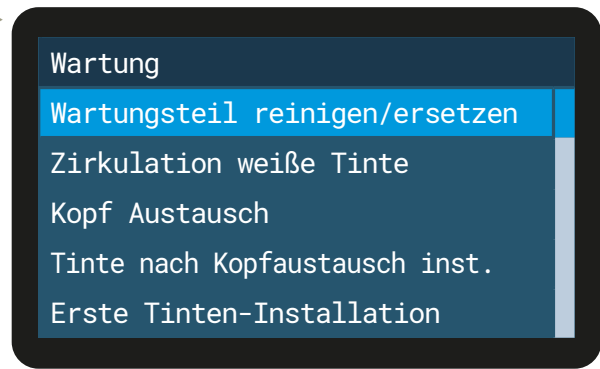 Wartung
Wartungsteil reinigen/ersetzen
Zirkulation weiße Tinte
Kopf Austausch
Tinte nach Kopfaustausch inst.
Erste Tinten-Installation